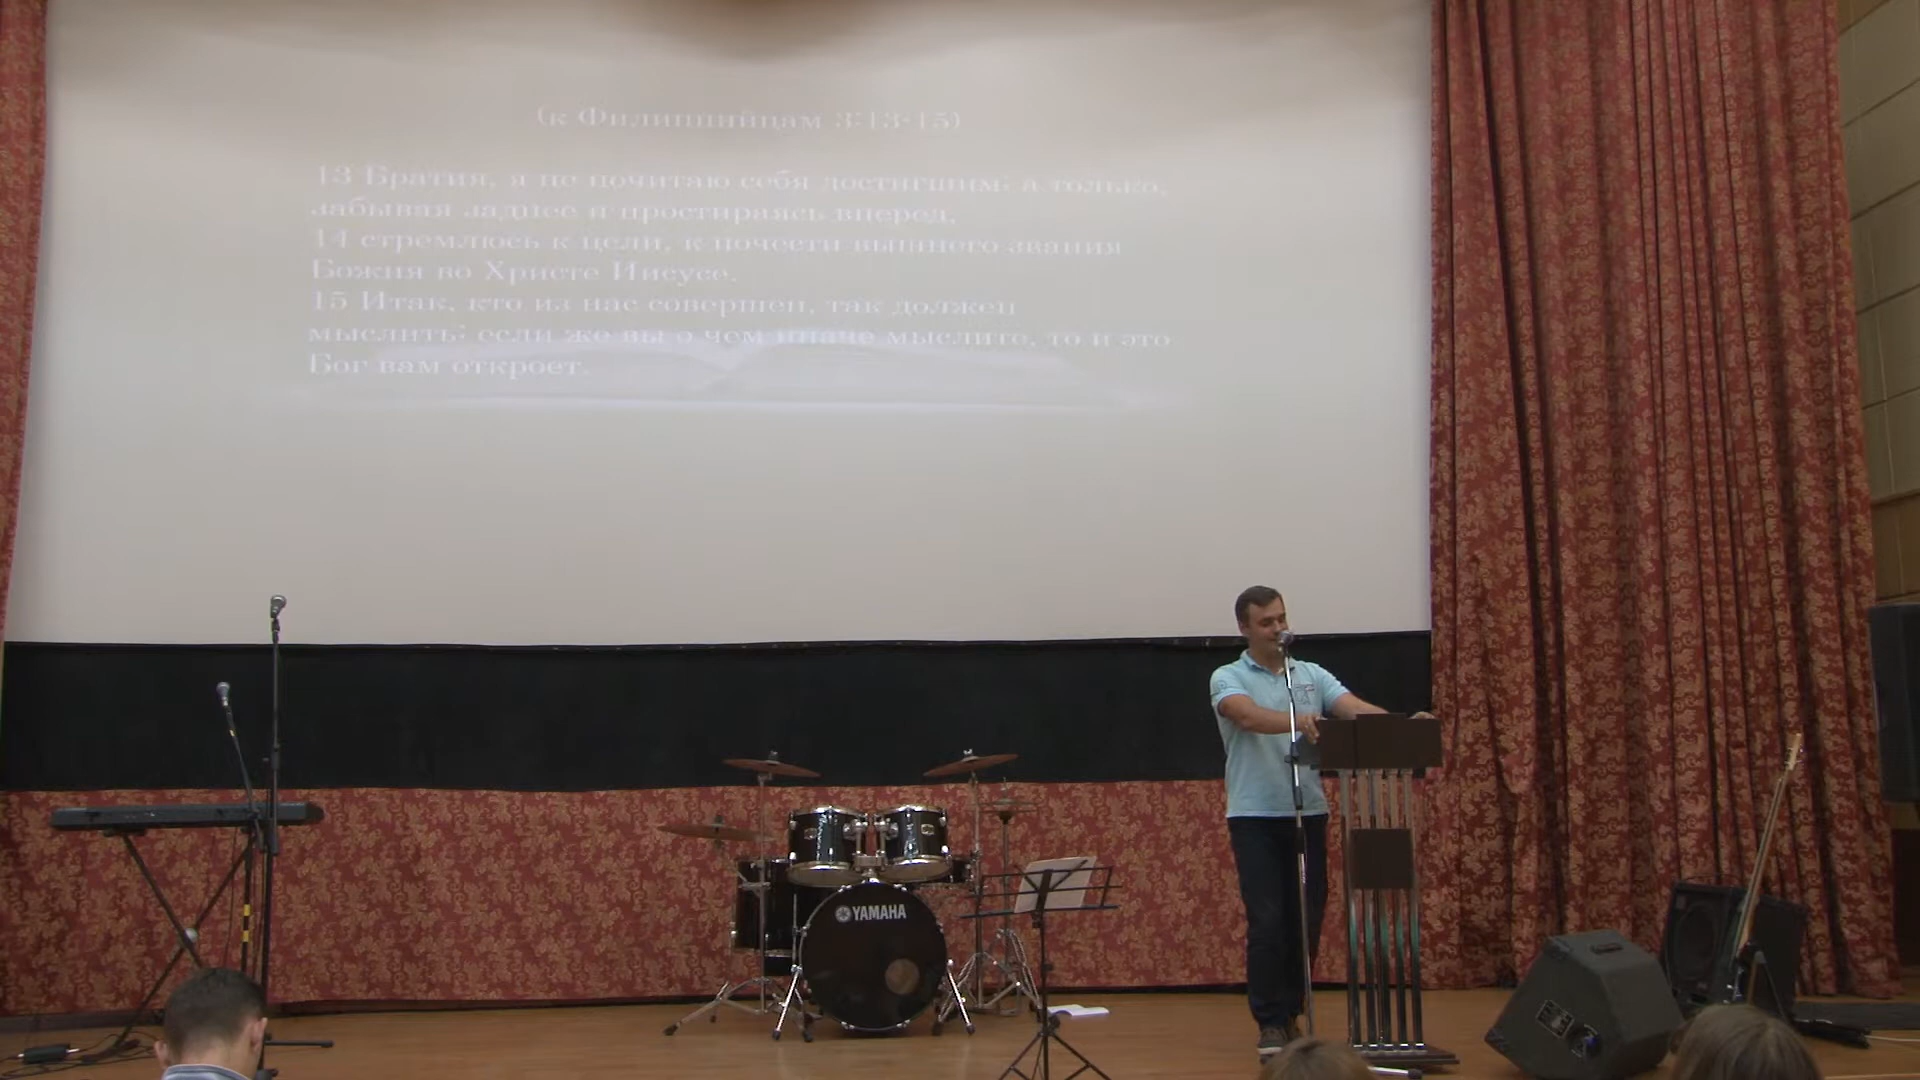 (к Филиппийцам 3:13-15)
13 Братия, я не почитаю себя достигшим; а только,
забывая заднее и простираясь вперед,
14 стремлюсь к цели, к почести вышнего звания
Божия во Христе Иисусе.
15 Итак, кто из нас совершен, так должен
мыслить; если же вы о чем иначе мыслите, то и это
Бог вам откроет.
YAMAHA